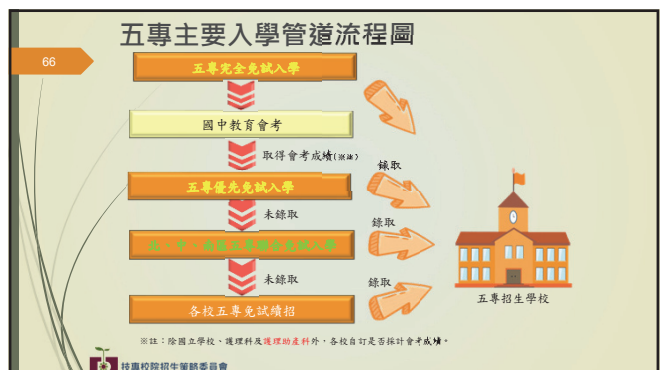 五專主要入學管道流程圖
66
五專完全免試入學
國中教育會考
取得會考成績(※註)
錄取
五專優先免試入學
未錄取
錄取
北、中、南區五專聯合免試入學
未錄取
錄取
各校五專免試續招
五專招生學校
※註：除國立學校、護理科及護理助產科外，各校自訂是否採計會考成績。
技專校院招生策略委員會